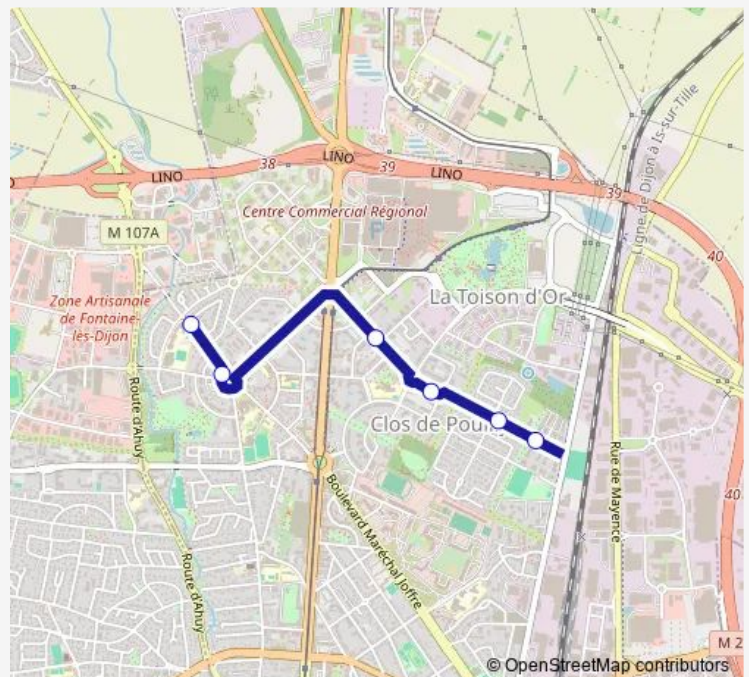 Ligne de Dijon à Is-sur-Tille
LINO
38
LINO
39
LINO
39
40
Centre Commercial Régional
M 107A
Zone Artisanale
de Fontaine-
lès-Dijon
La Toison d'Or
Route d'Ahuy
Clos de Poui
Rue de Mayence
40
Boulevard Maréchal Joffre
Route d'Ahuy
M 2
© OpenStreetMap contributors